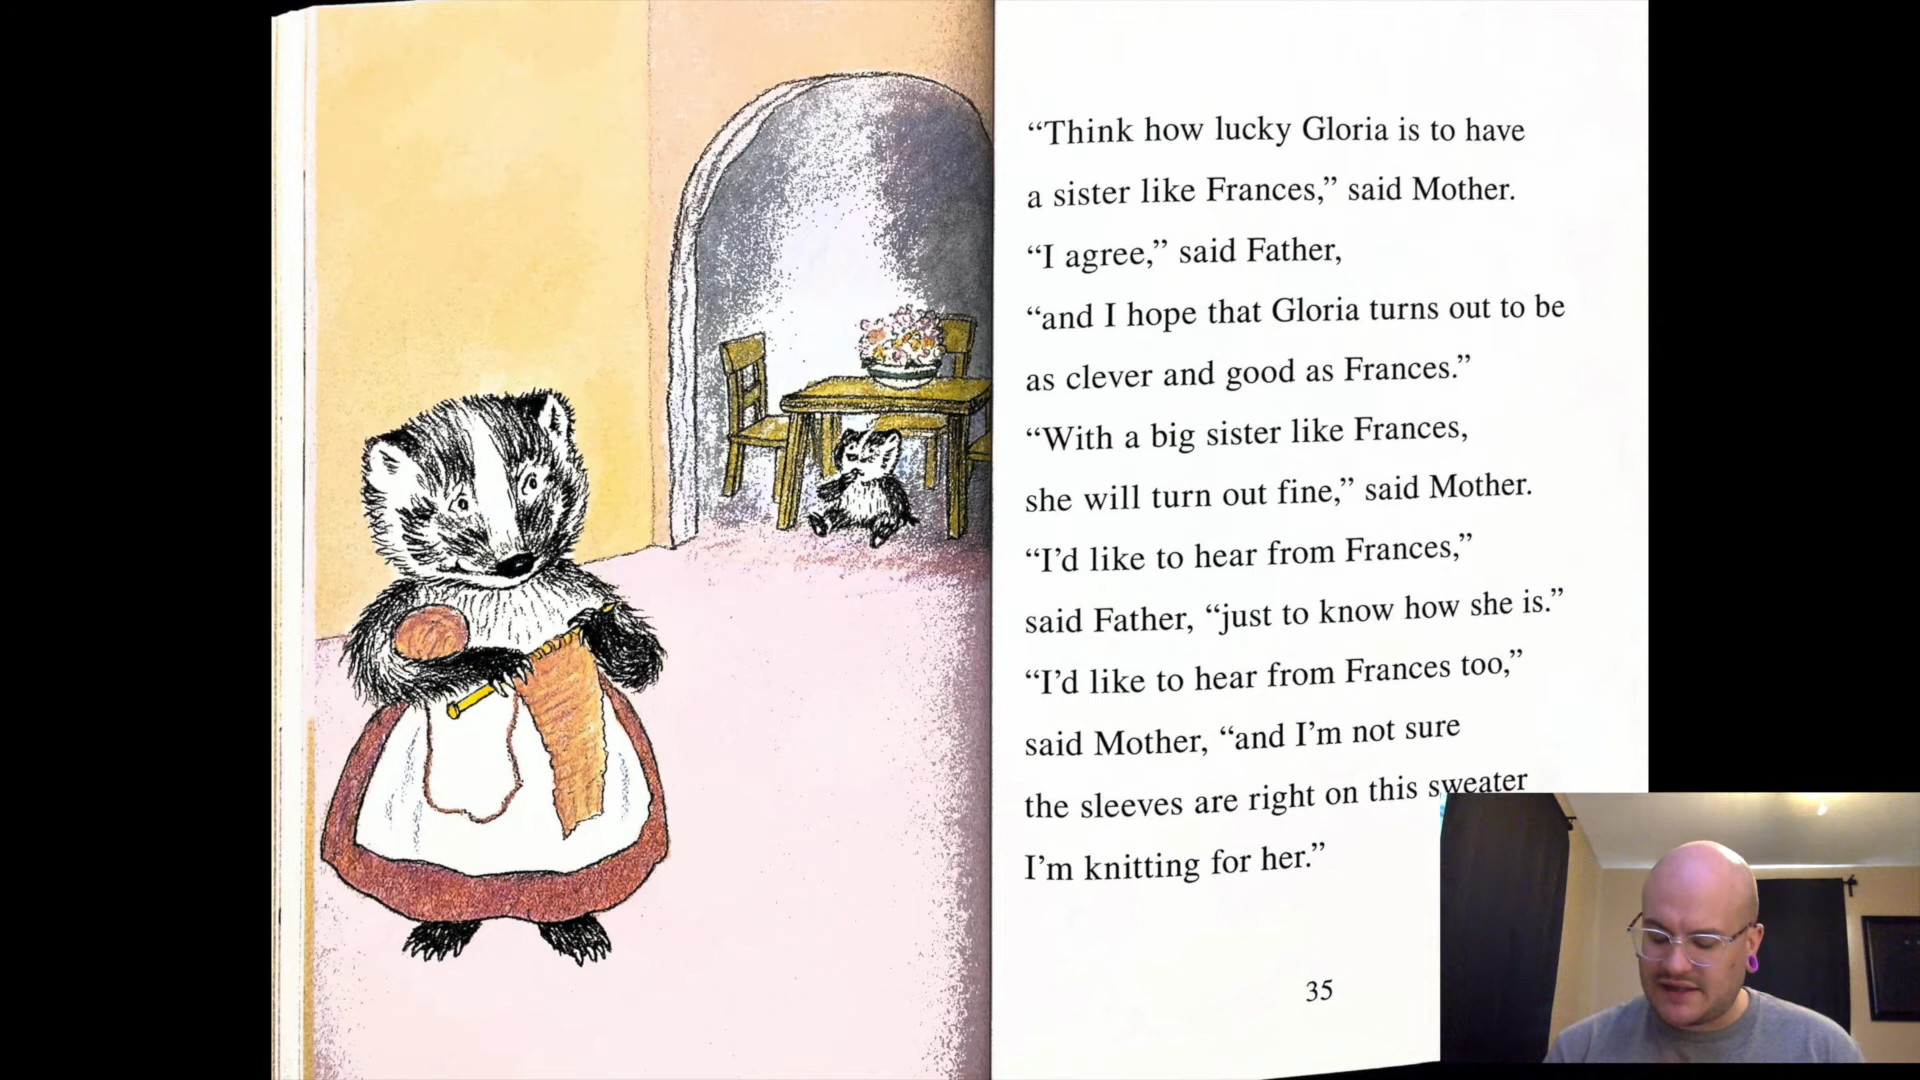 “Think how lucky Gloria is to have
a sister like Frances,” said Mother.
“I agree,” said Father,
“and I hope that Gloria turns out to be
as clever and good as Frances.”
“With a big sister like Frances,
she will turn out fine,” said Mother.
“I’d like to hear from Frances,”
said Father, “just to know how she is.”
“I’d like to hear from Frances too,”
said Mother, “and I’m not sure
the sleeves are right on this sweater
I’m knitting for her.”
35